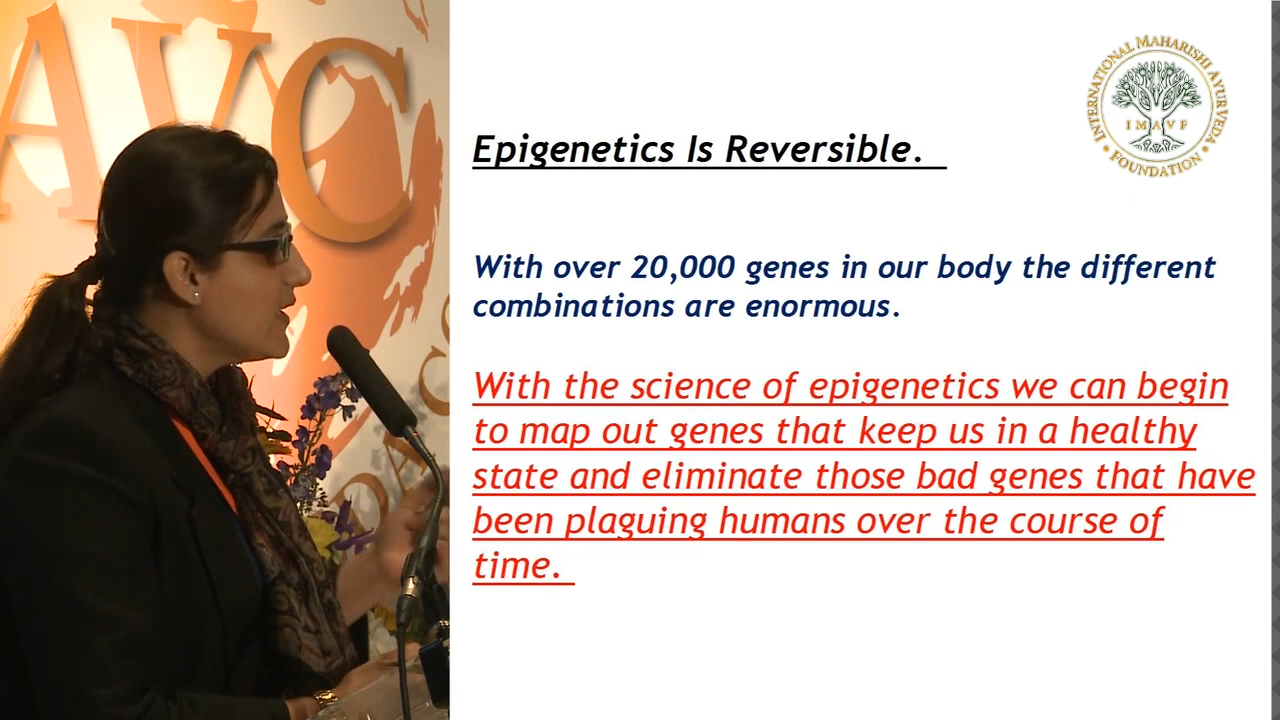 AVC
INTERNATIONAL MAHARISHI AYURVEDA
IMAVF
• FOUNDATION •
Epigenetics Is Reversible.
With over 20,000 genes in our body the different
combinations are enormous.
With the science of epigenetics we can begin
to map out genes that keep us in a healthy
state and eliminate those bad genes that have
been plaguing humans over the course of
time.